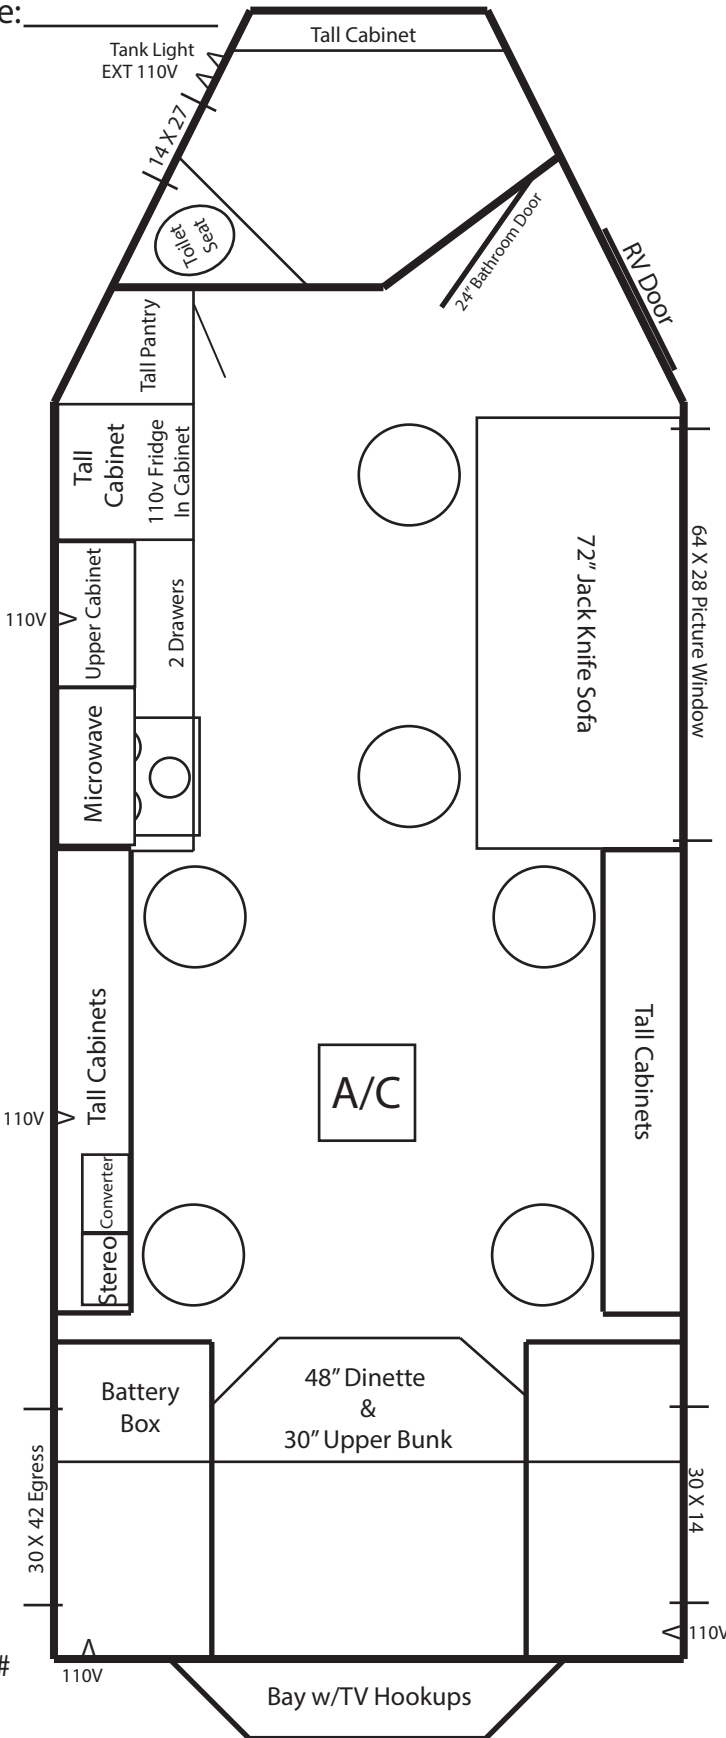 e:
Tall Cabinet
Tank Light
EXT 110V
14 X 27
Toilet
Seat
24" Bathroom Door
RV Door
Tall Pantry
Tall
Cabinet
110v Fridge
In Cabinet
72" Jack Knife Sofa
64 X 28 Picture Window
110V
Upper Cabinet
2 Drawers
Microwave
Tall Cabinets
Tall Cabinets
A/C
110V
Converter
Stereo
Battery
Box
48" Dinette
&
30" Upper Bunk
30 X 42 Egress
30 X 14
110V
110V
#
Bay w/TV Hookups